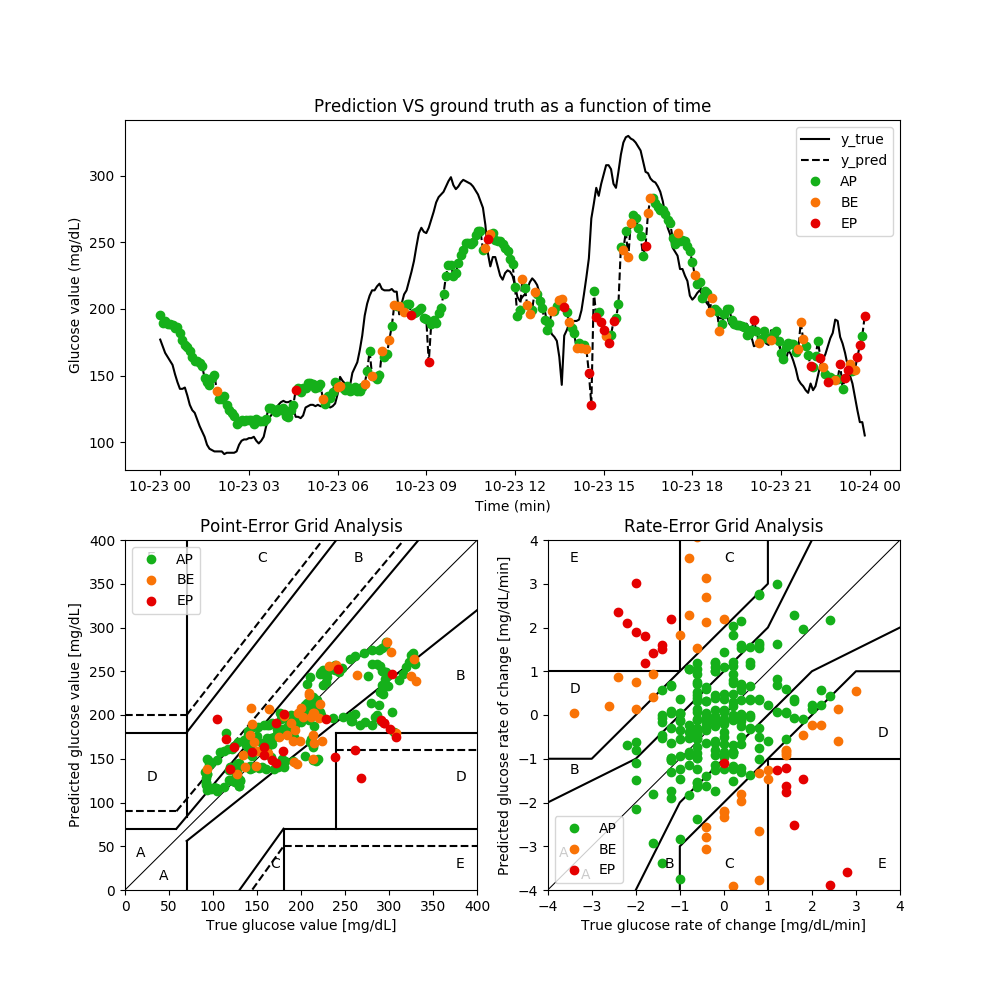 Prediction VS ground truth as a function of time
Glucose value (mg/dL)
300
250
200
150
100
y_true
y_pred
AP
BE
EP
10-23 00 10-23 03 10-23 06 10-23 09 10-23 12 10-23 15 10-23 18 10-23 21 10-24 00
Time (min)
Point-Error Grid Analysis
Predicted glucose value [mg/dL]
400
350
300
250
200
150
100
50
0
AP
BE
EP
C B
B
D D
A
A
C E
0 50 100 150 200 250 300 350 400
True glucose value [mg/dL]
Rate-Error Grid Analysis
Predicted glucose rate of change [mg/dL/min]
4
3
2
1
0
−1
−2
−3
−4
E C
D
D
B
AP
BE
EP
A
A
B C E
−4 −3 −2 −1 0 1 2 3 4
True glucose rate of change [mg/dL/min]